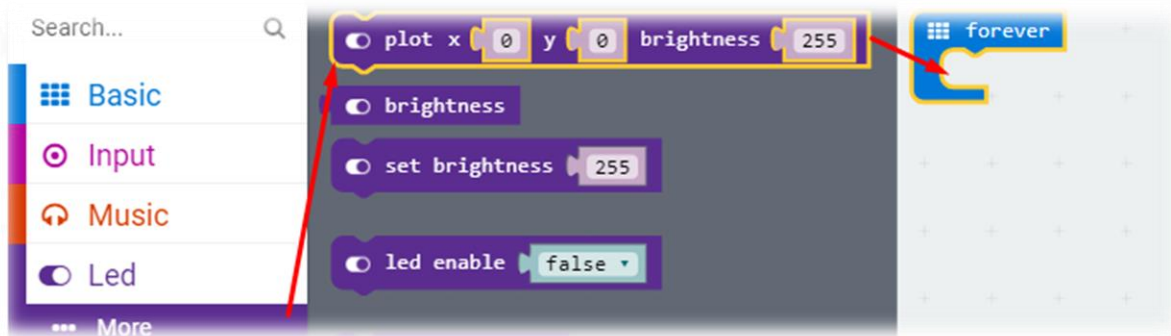 Search...
Basic
Input
Music
Led
More
plot x 0 y 0 brightness 255
brightness
set brightness 255
led enable false
forever